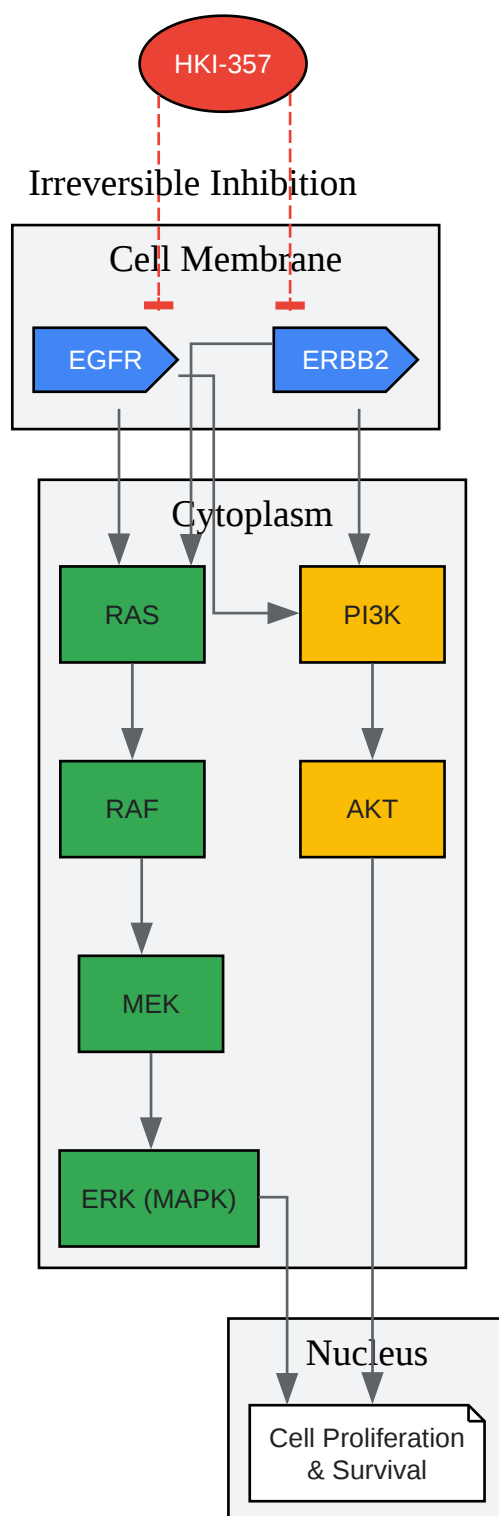 HKI-357
Irreversible Inhibition
Cell Membrane
EGFR
ERBB2
Cytoplasm
RAS
PI3K
RAF
AKT
MEK
ERK (MAPK)
Nucleus
Cell Proliferation
& Survival